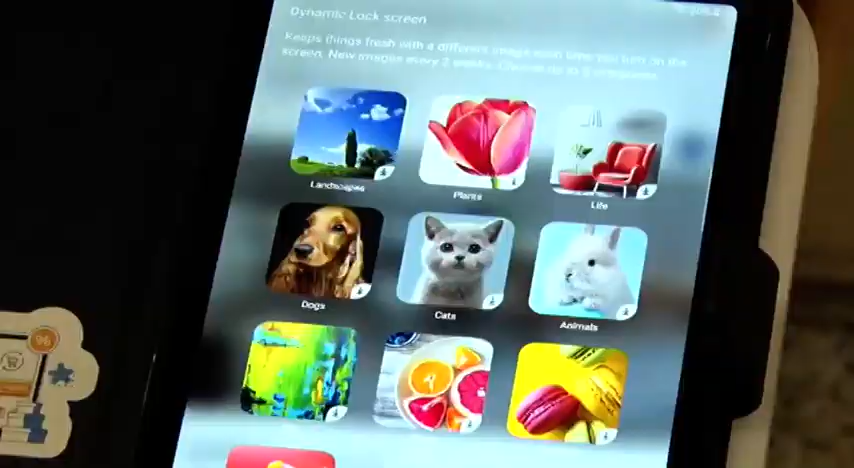 Dynamic Lock screen
Keeps things fresh with a different image each time you turn on the
screen. New images every 2 weeks. Choose up to 5 categories.
Landscapes
Plants
Life
Dogs
Cats
Animals
96